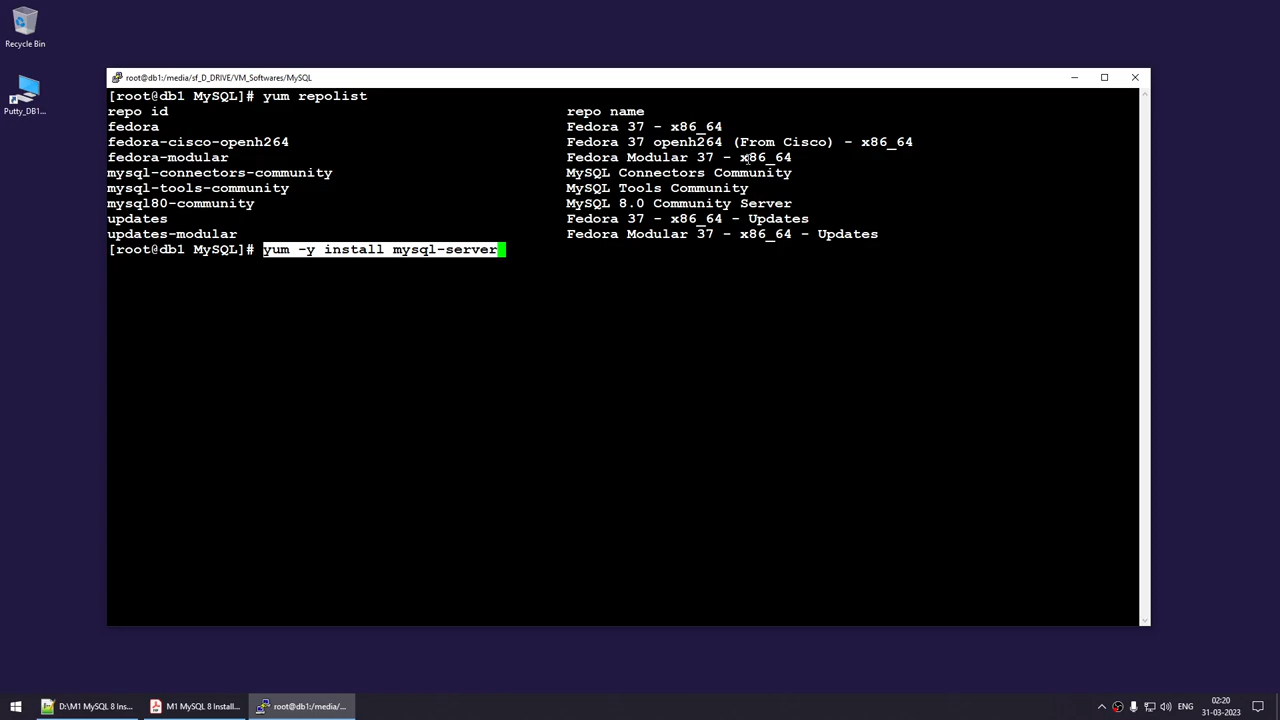 Recycle Bin
Putty_DB1...
root@db1:/media/sf_D_DRIVE/VM_Softwares/MySQL
[root@db1 MySQL]# yum repolist
repo id repo name
fedora Fedora 37 - x86_64
fedora-cisco-openh264 Fedora 37 openh264 (From Cisco) - x86_64
fedora-modular Fedora Modular 37 - x86_64
mysql-connectors-community MySQL Connectors Community
mysql-tools-community MySQL Tools Community
mysql80-community MySQL 8.0 Community Server
updates Fedora 37 - x86_64 - Updates
updates-modular Fedora Modular 37 - x86_64 - Updates
[root@db1 MySQL]# yum -y install mysql-server
D:\M1 MySQL 8 Inst...
M1 MySQL 8 Install...
root@db1:/media/...
ENG
02:20
31-03-2023